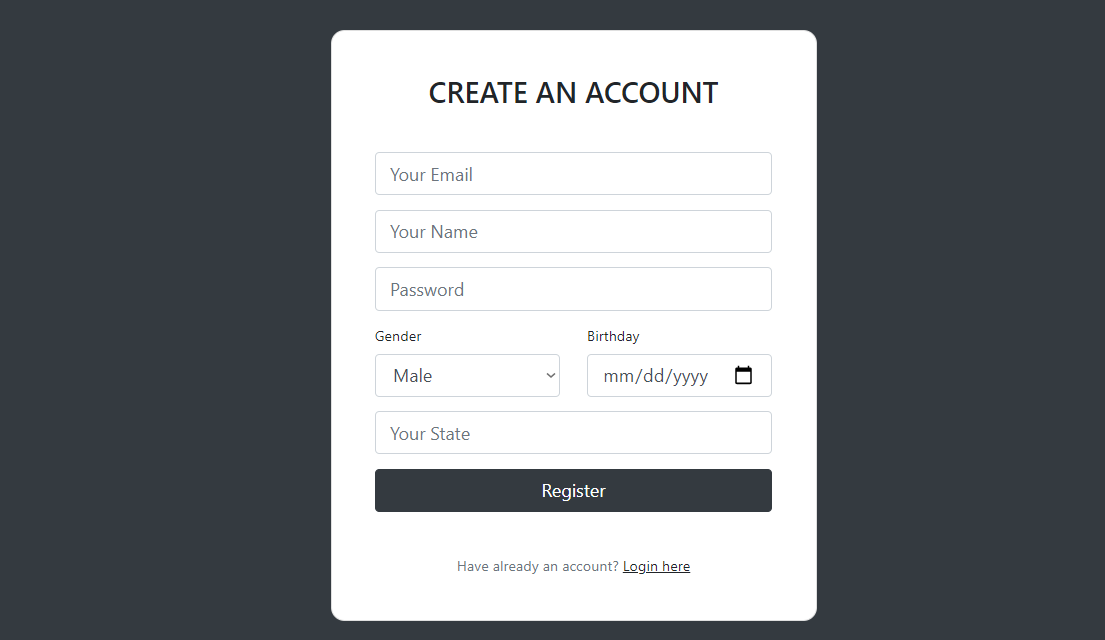 CREATE AN ACCOUNT
Your Email
Your Name
Password
Gender Birthday
Male mm/dd/yyyy
Your State
Register
Have already an account? Login here